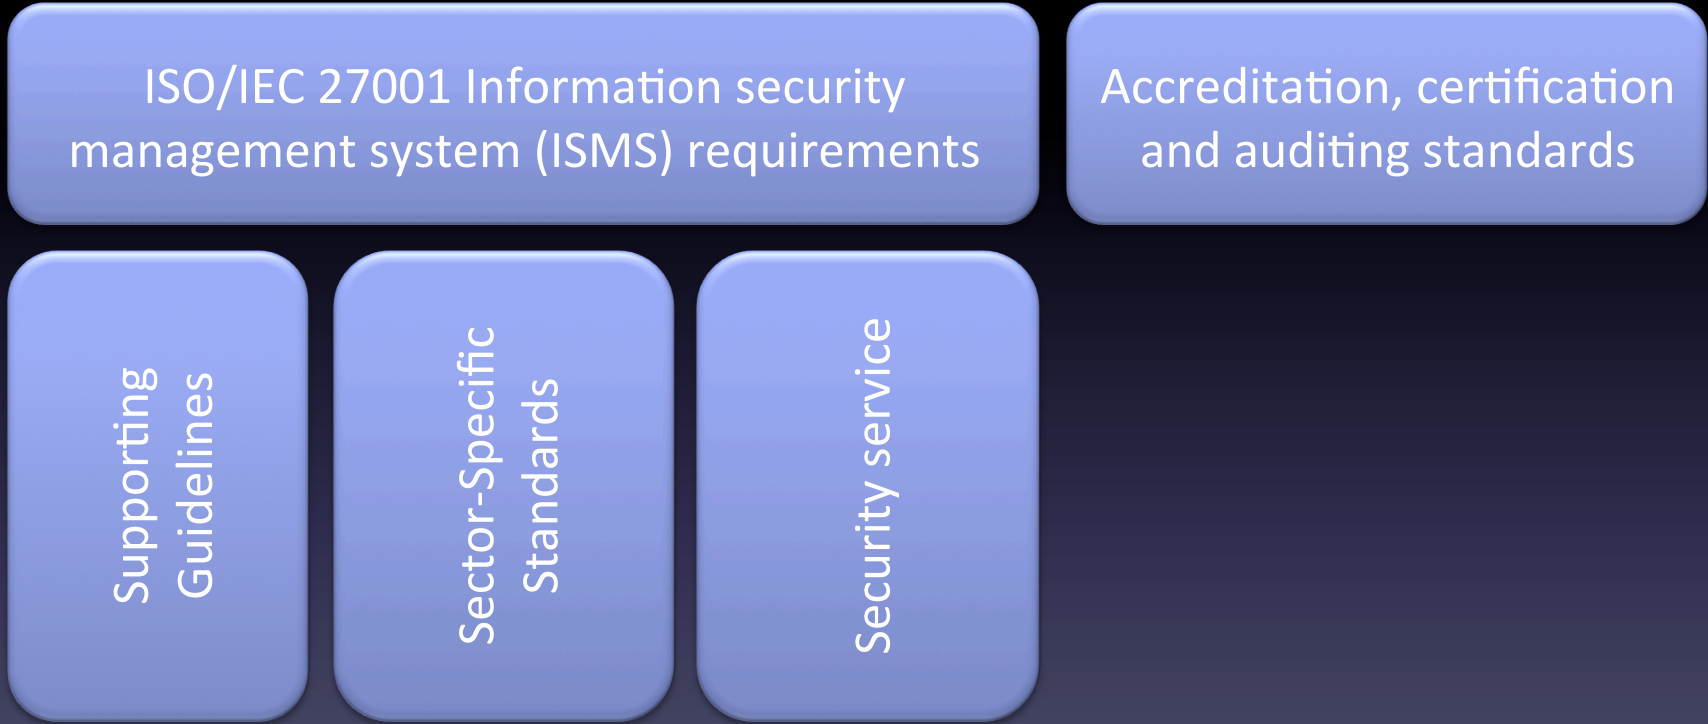 ISO/IEC 27001 Information security
management system (ISMS) requirements
Accreditation, certification
and auditing standards
Supporting
Guidelines
Sector-Specific
Standards
Security service